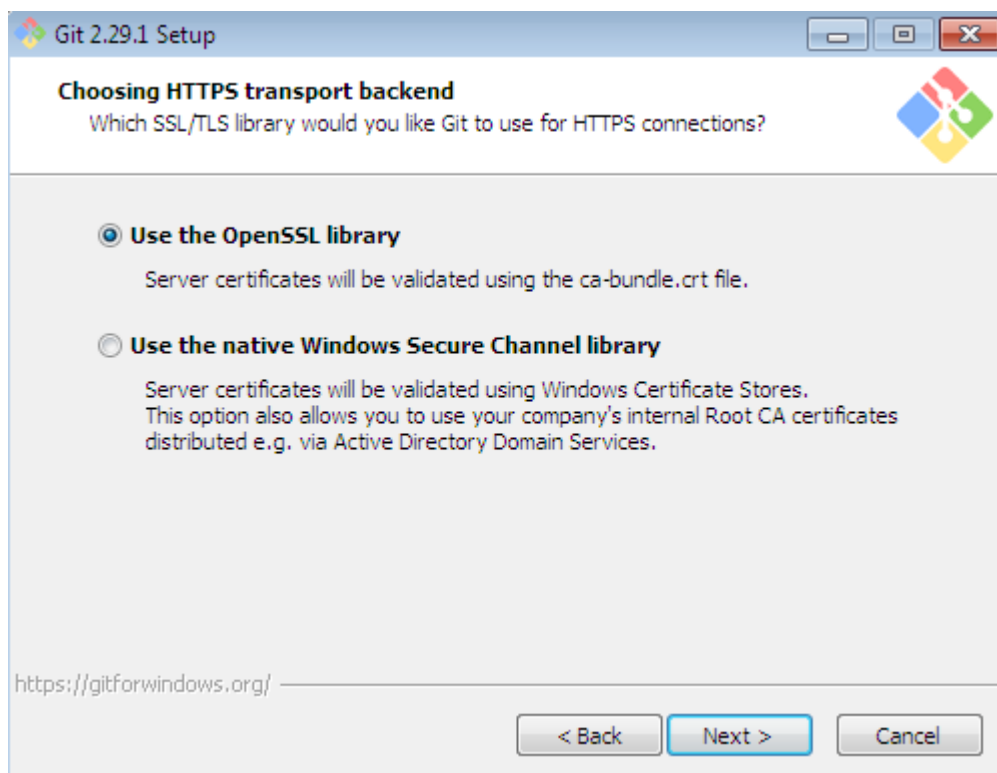 Git 2.29.1 Setup
Choosing HTTPS transport backend
Which SSL/TLS library would you like Git to use for HTTPS connections?
Use the OpenSSL library
Server certificates will be validated using the ca-bundle.crt file.
Use the native Windows Secure Channel library
Server certificates will be validated using Windows Certificate Stores.
This option also allows you to use your company's internal Root CA certificates
distributed e.g. via Active Directory Domain Services.
https://gitforwindows.org/
< Back
Next >
Cancel